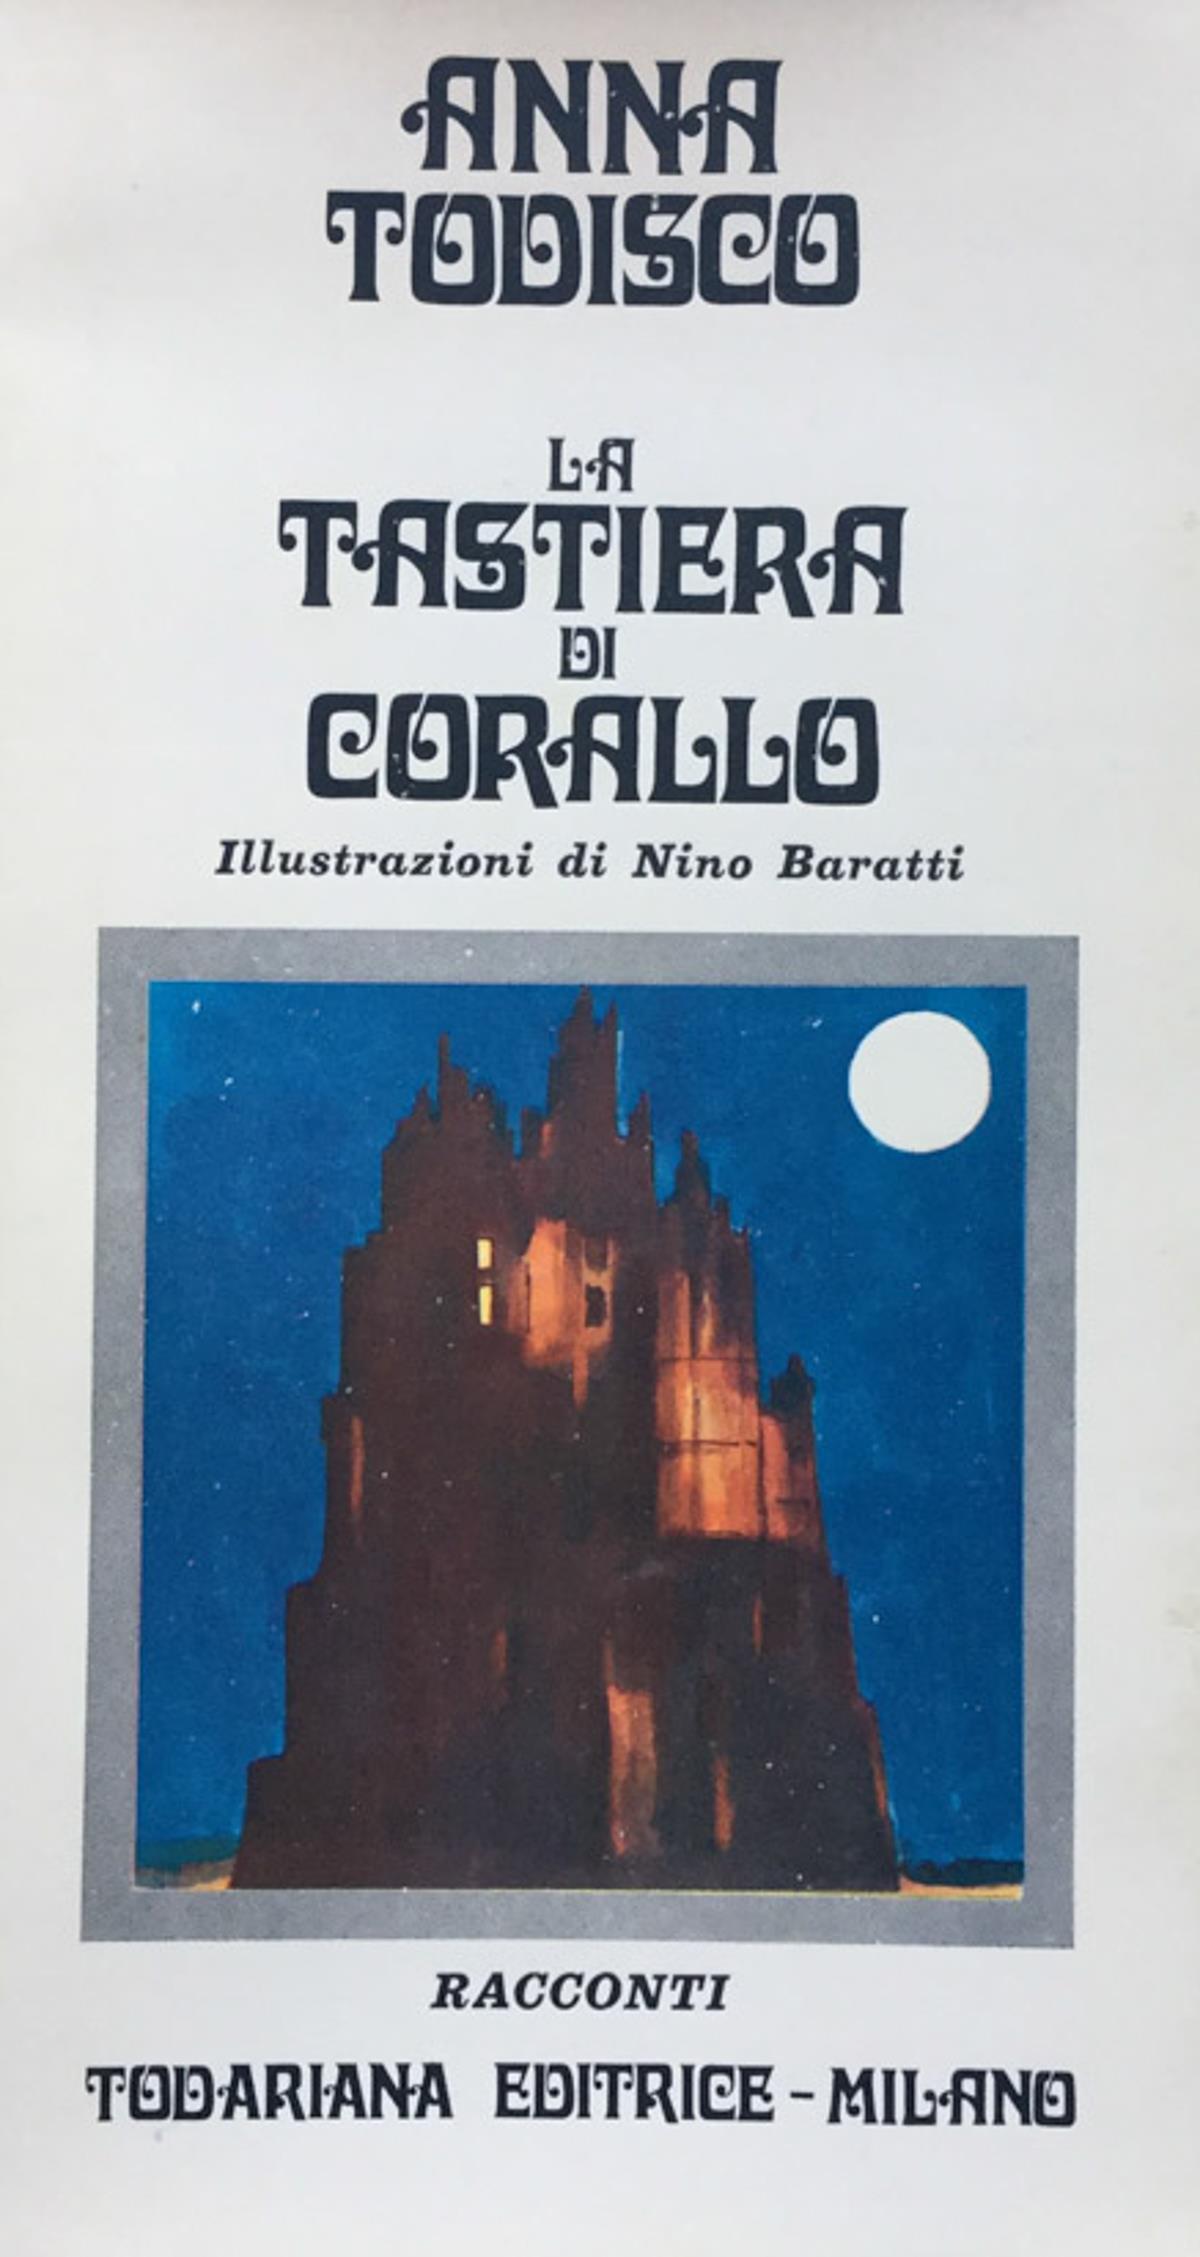 ANNA
TODISCO
LA
TASTIERA
DI
CORALLO
Illustrazioni di Nino Baratti
RACCONTI
TODARIANA EDITRICE - MILANO